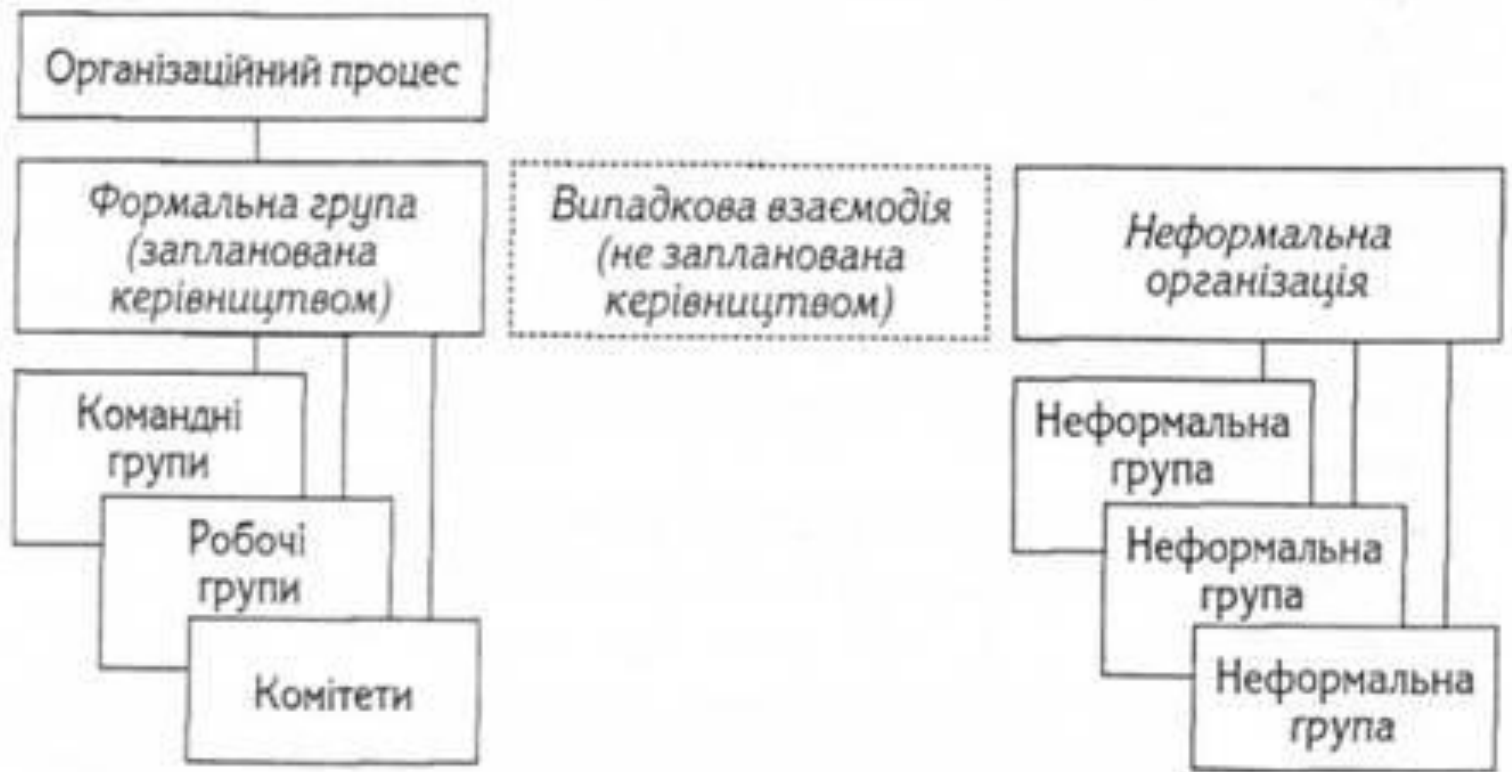 Організаційний процес
Формальна група
(запланована
керівництвом)
Випадкова взаємодія
(не запланована
керівництвом)
Неформальна
організація
Командні
групи
Робочі
групи
Комітети
Неформальна
група
Неформальна
група
Неформальна
група